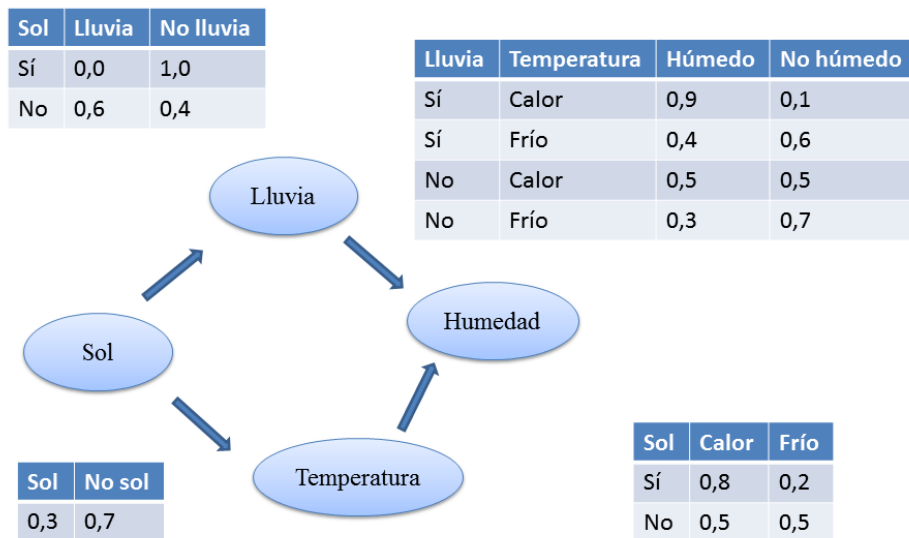 Sol Lluvia No lluvia
Sí 0,0 1,0
No 0,6 0,4
Lluvia Temperatura Húmedo No húmedo
Sí Calor 0,9 0,1
Sí Frío 0,4 0,6
No Calor 0,5 0,5
No Frío 0,3 0,7
Lluvia
Humedad
Sol
Temperatura
Sol No sol
0,3 0,7
Sol Calor Frío
Sí 0,8 0,2
No 0,5 0,5